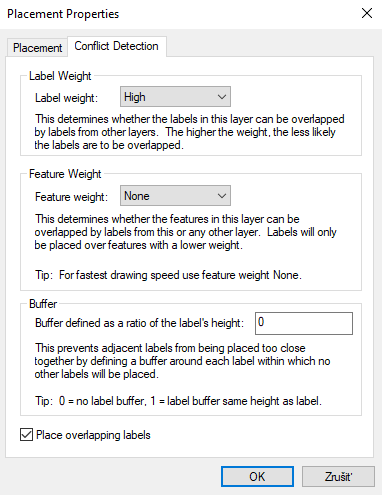 Placement Properties
Placement
Conflict Detection
Label Weight
Label weight: High
This determines whether the labels in this layer can be overlapped
by labels from other layers.  The higher the weight, the less likely
the labels are to be overlapped.
Feature Weight
Feature weight: None
This determines whether the features in this layer can be
overlapped by labels from this or any other layer.  Labels will only
be placed over features with a lower weight.
Tip:  For fastest drawing speed use feature weight None.
Buffer
Buffer defined as a ratio of the label's height: 0
This prevents adjacent labels from being placed too close
together by defining a buffer around each label within which no
other labels will be placed.
Tip:  0 = no label buffer, 1 = label buffer same height as label.
Place overlapping labels
OK
Zrušiť